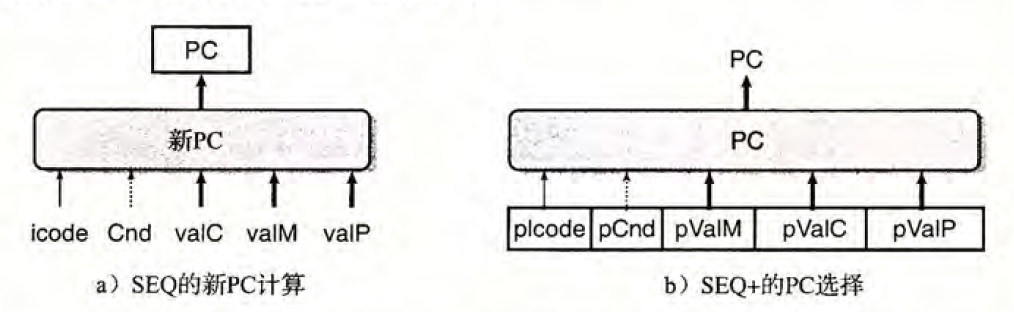 PC
新PC
icode Cnd valC valM valP
a）SEQ的新PC计算
PC
PC
pIcode pCnd pValM pValC pValP
b）SEQ+的PC选择